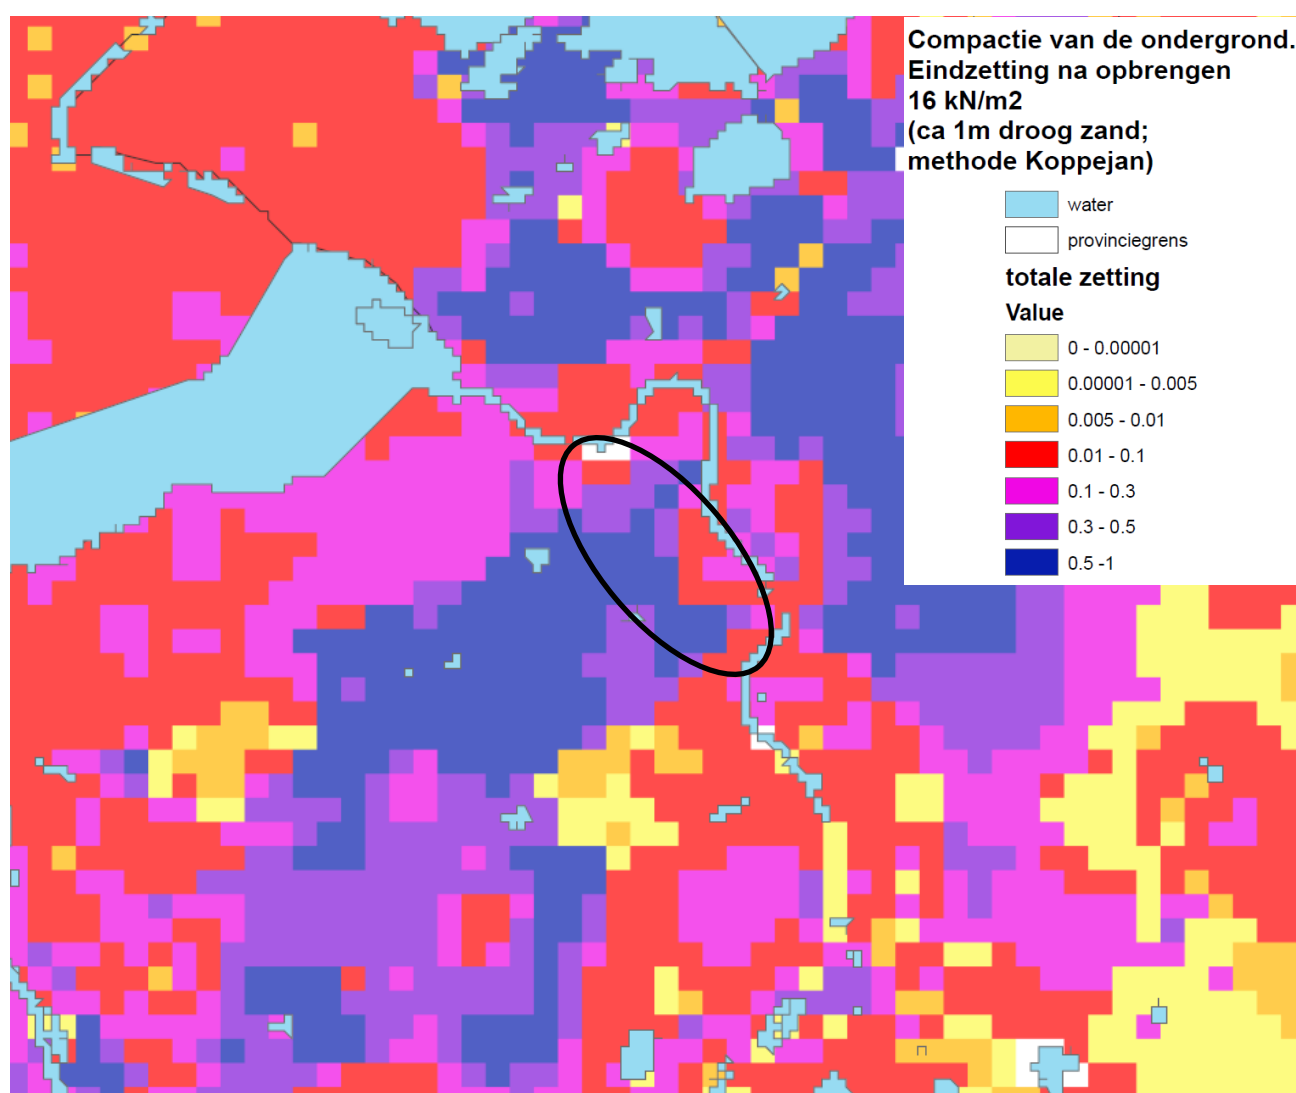 Compactie van de ondergrond.
Eindzetting na opbrengen
16 kN/m2
(ca 1m droog zand;
methode Koppejan)
water
provinciegrens
totale zetting
Value
0 - 0.00001
0.00001 - 0.005
0.005 - 0.01
0.01 - 0.1
0.1 - 0.3
0.3 - 0.5
0.5 -1